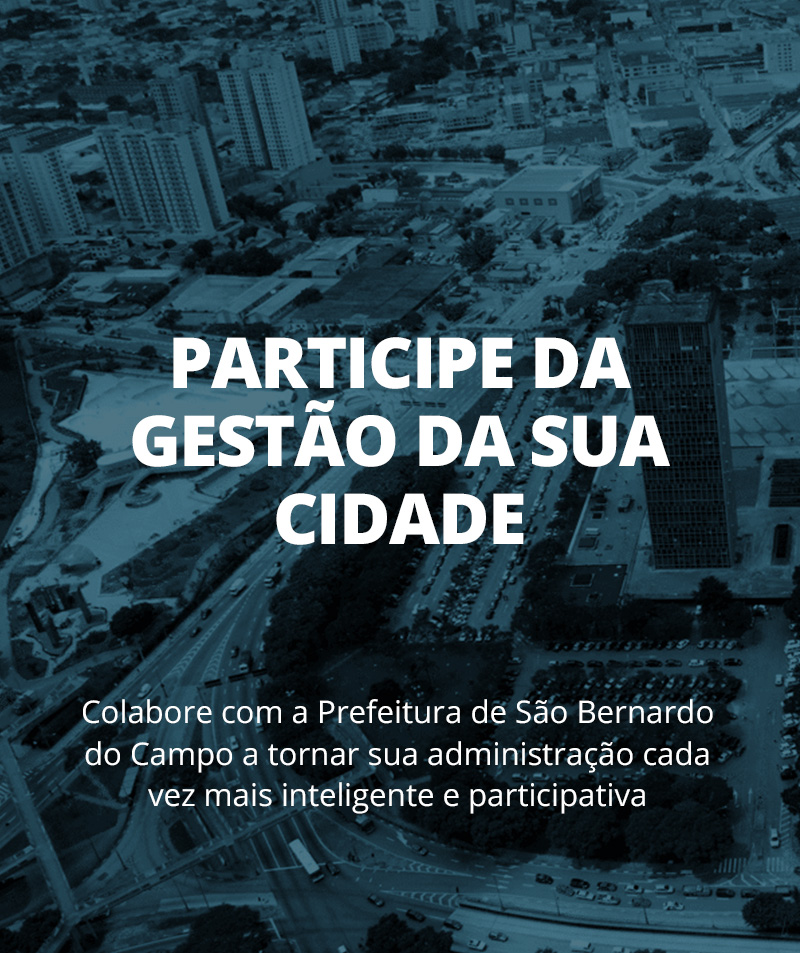 PARTICIPE DA
GESTÃO DA SUA
CIDADE
Colabore com a Prefeitura de São Bernardo
do Campo a tornar sua administração cada
vez mais inteligente e participativa